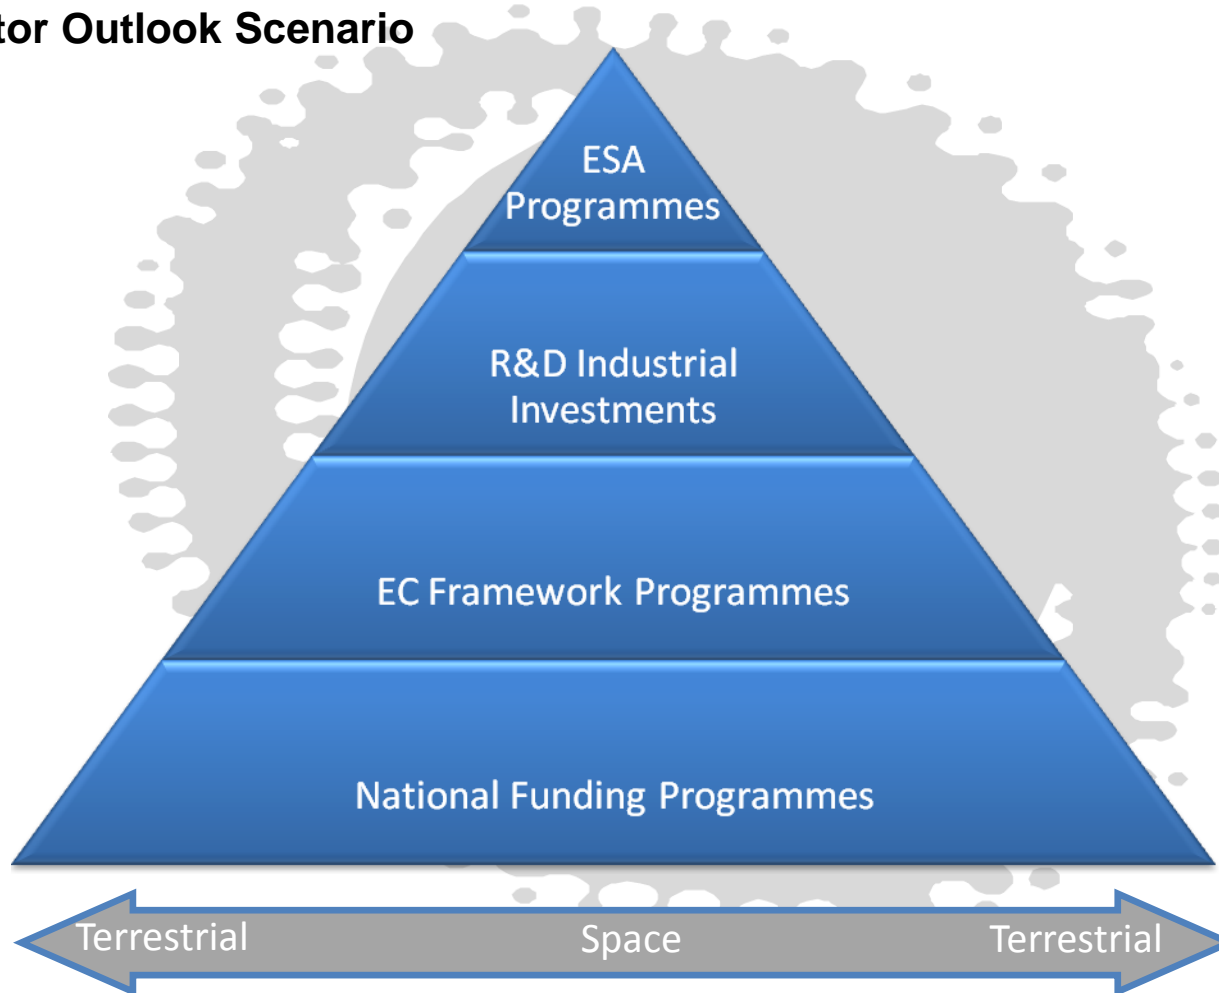 tor Outlook Scenario
ESA
Programmes
R&D Industrial
Investments
EC Framework Programmes
National Funding Programmes
Terrestrial Space Terrestrial